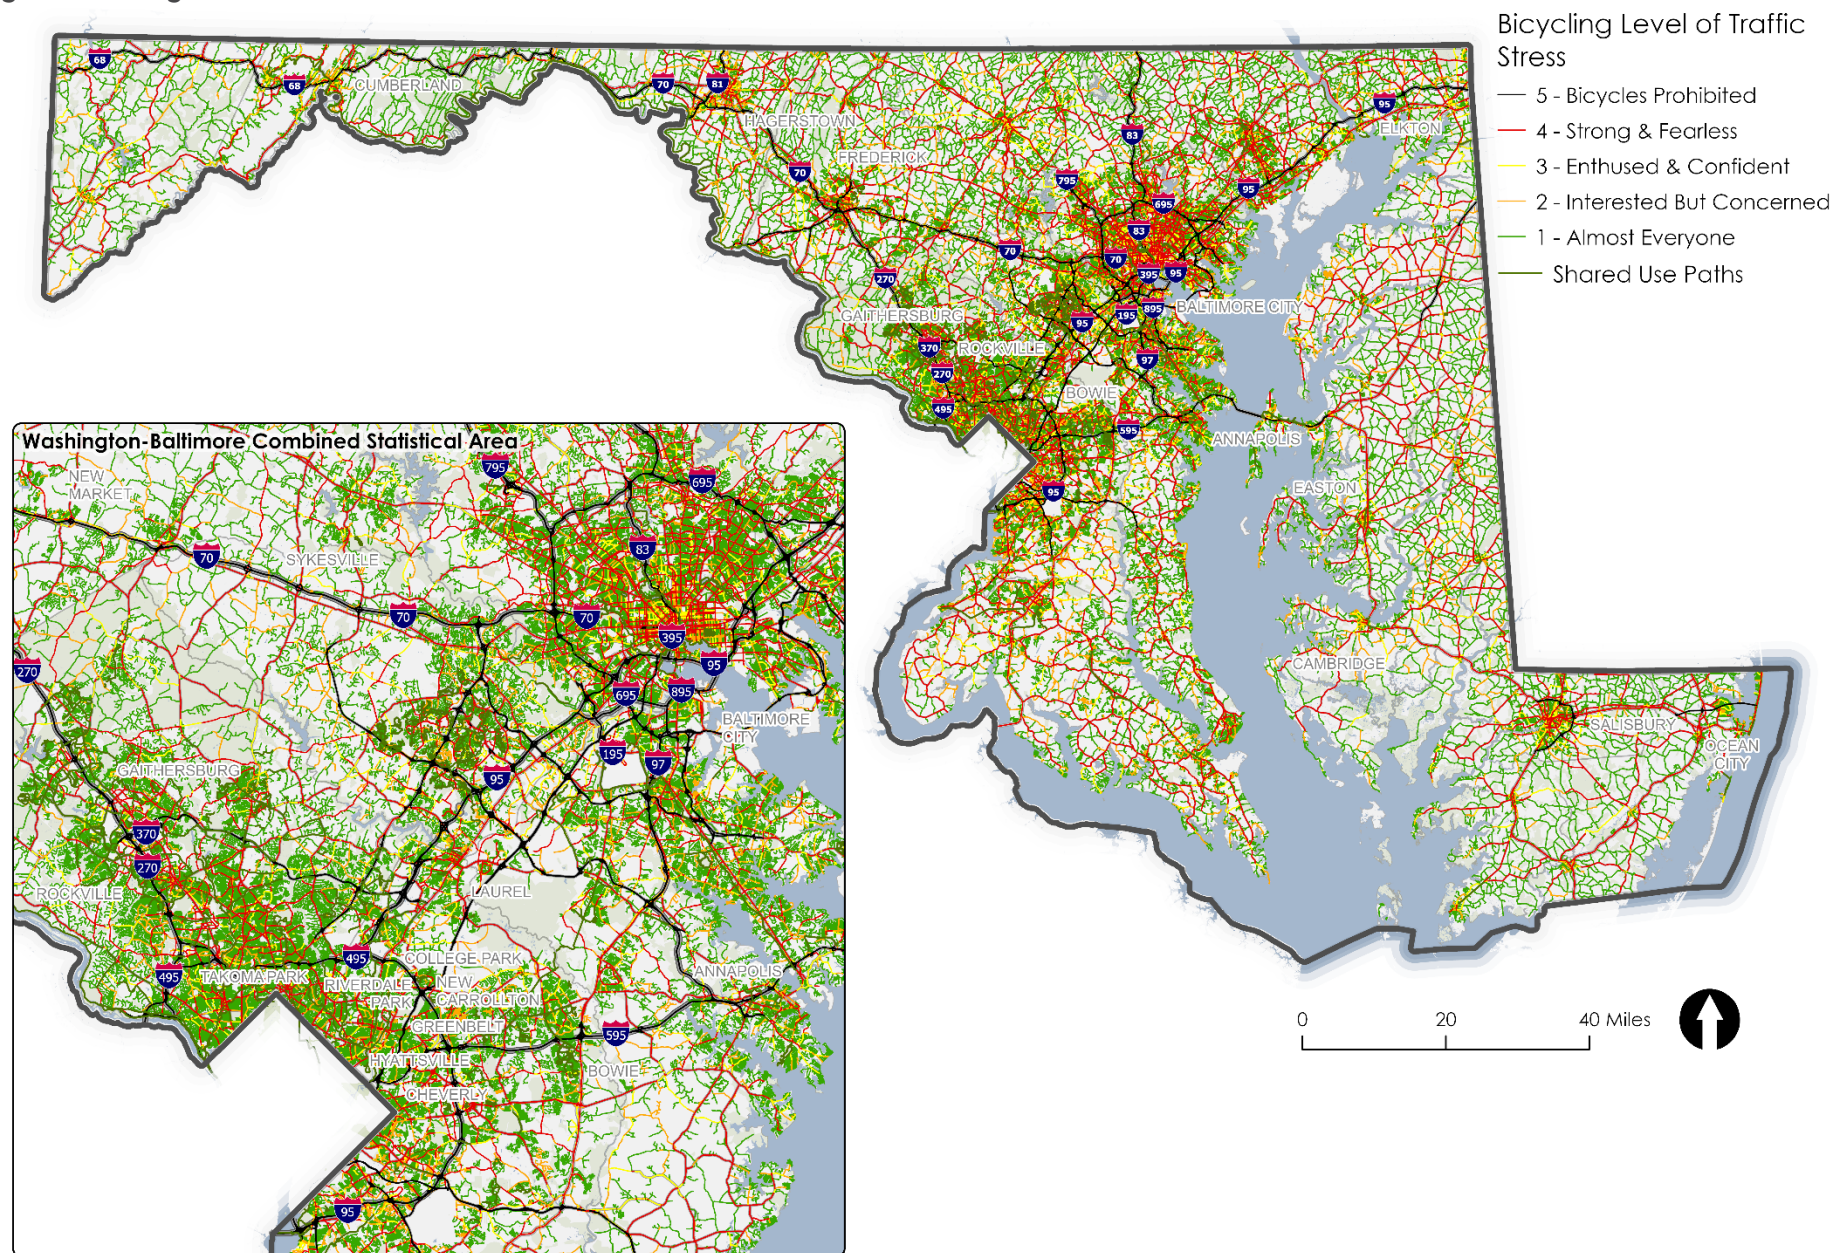 Bicycling Level of Traffic
Stress
5 - Bicycles Prohibited
4 - Strong & Fearless
3 - Enthused & Confident
2 - Interested But Concerned
1 - Almost Everyone
Shared Use Paths
68
68
CUMBERLAND
70
81
HAGERSTOWN
FREDERICK
70
83
95
ELKTON
795
95
695
83
70
70
395
95
270
GAITHERSBURG
95
195
895
BALTIMORE CITY
370
ROCKVILLE
97
270
BOWIE
495
595
ANNAPOLIS
95
EASTON
CAMBRIDGE
SALISBURY
OCEAN
CITY
Washington-Baltimore Combined Statistical Area
NEW
MARKET
795
695
70
SYKESVILLE
83
70
70
395
95
270
695
895
BALTIMORE
CITY
195
97
95
GAITHERSBURG
370
270
ROCKVILLE
LAUREL
495
495
TAKOMA PARK
COLLEGE PARK
RIVERDALE
PARK
NEW
CARROLLTON
ANNAPOLIS
GREENBELT
595
HYATTSVILLE
BOWIE
CHEVERLY
95
0
20
40 Miles